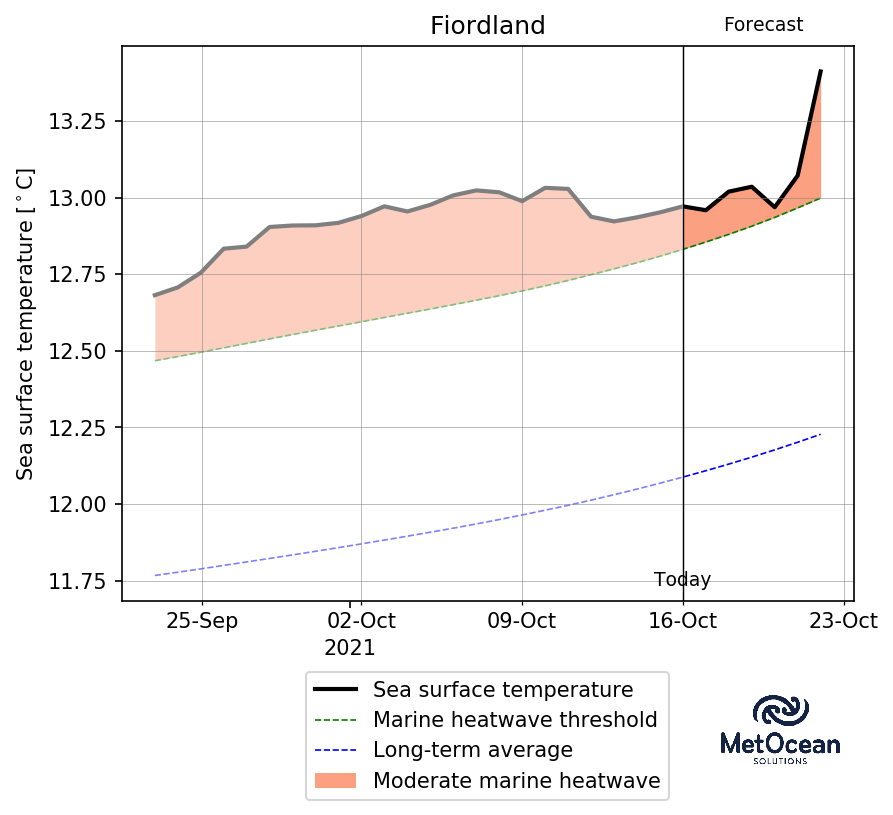 Fiordland
Forecast
Sea surface temperature [°C]
13.25
13.00
12.75
12.50
12.25
12.00
11.75
Today
25-Sep 02-Oct 09-Oct 16-Oct 23-Oct
2021
Sea surface temperature
Marine heatwave threshold
Long-term average
Moderate marine heatwave
MetOcean
SOLUTIONS